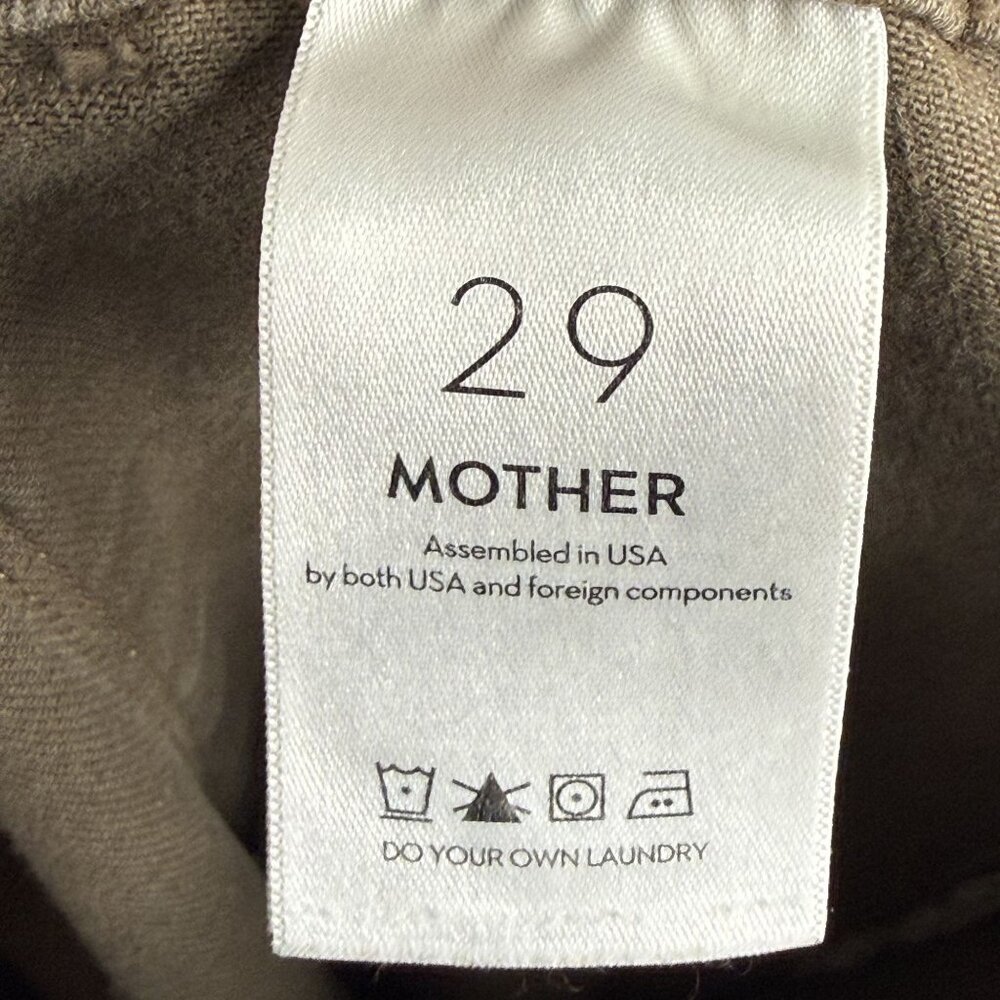 29
MOTHER
Assembled in USA
by both USA and foreign components
DO YOUR OWN LAUNDRY